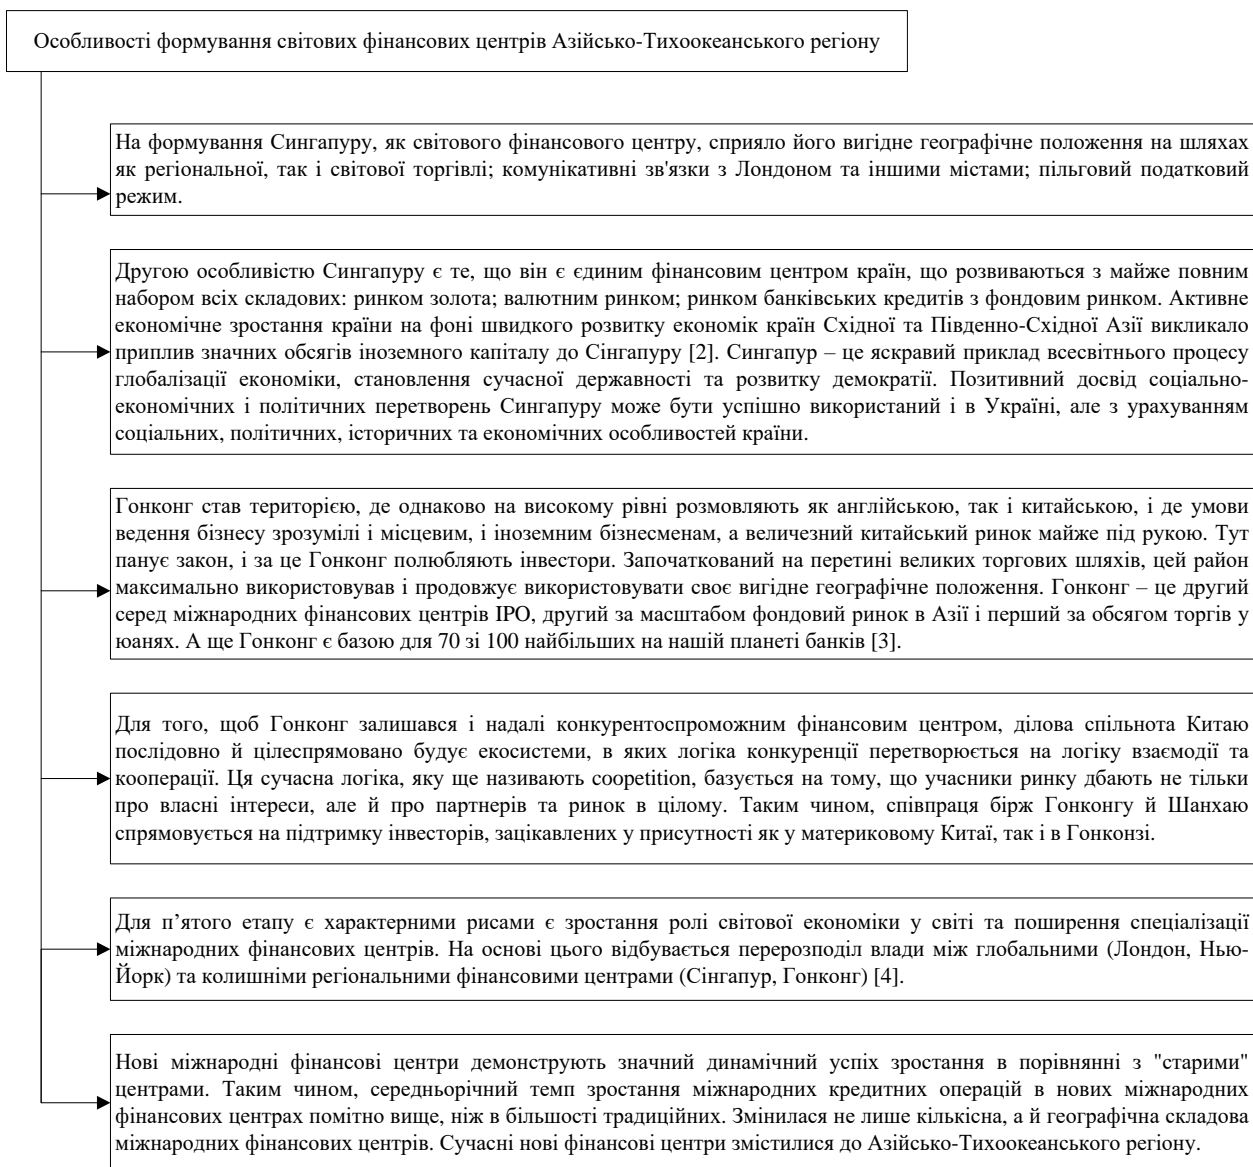 Особливості формування світових фінансових центрів Азійсько-Тихоокеанського регіону
На формування Сингапуру, як світового фінансового центру, сприяло його вигідне географічне положення на шляхах
як регіональної, так і світової торгівлі; комунікативні зв'язки з Лондоном та іншими містами; пільговий податковий
режим.
Другою особливістю Сингапуру є те, що він є єдиним фінансовим центром країн, що розвиваються з майже повним
набором всіх складових: ринком золота; валютним ринком; ринком банківських кредитів з фондовим ринком. Активне
економічне зростання країни на фоні швидкого розвитку економік країн Східної та Південно-Східної Азії викликало
приплив значних обсягів іноземного капіталу до Сінгапуру [2]. Сингапур – це яскравий приклад всесвітнього процесу
глобалізації економіки, становлення сучасної державності та розвитку демократії. Позитивний досвід соціально-
економічних і політичних перетворень Сингапуру може бути успішно використаний і в Україні, але з урахуванням
соціальних, політичних, історичних та економічних особливостей країни.
Гонконг став територією, де однаково на високому рівні розмовляють як англійською, так і китайською, і де умови
ведення бізнесу зрозумілі і місцевим, і іноземним бізнесменам, а величезний китайський ринок майже під рукою. Тут
панує закон, і за це Гонконг полюбляють інвестори. Започаткований на перетині великих торгових шляхів, цей район
максимально використовував і продовжує використовувати своє вигідне географічне положення. Гонконг – це другий
серед міжнародних фінансових центрів IPO, другий за масштабом фондовий ринок в Азії і перший за обсягом торгів у
юанях. А ще Гонконг є базою для 70 зі 100 найбільших на нашій планеті банків [3].
Для того, щоб Гонконг залишався і надалі конкурентоспроможним фінансовим центром, ділова спільнота Китаю
послідовно й цілеспрямовано будує екосистеми, в яких логіка конкуренції перетворюється на логіку взаємодії та
кооперації. Ця сучасна логіка, яку ще називають coopetition, базується на тому, що учасники ринку дбають не тільки
про власні інтереси, але й про партнерів та ринок в цілому. Таким чином, співпраця бірж Гонконгу й Шанхаю
спрямовується на підтримку інвесторів, зацікавлених у присутності як у материковому Китаї, так і в Гонконзі.
Для п’ятого етапу є характерними рисами є зростання ролі світової економіки у світі та поширення спеціалізації
міжнародних фінансових центрів. На основі цього відбувається перерозподіл влади між глобальними (Лондон, Нью-
Йорк) та колишніми регіональними фінансовими центрами (Сінгапур, Гонконг) [4].
Нові міжнародні фінансові центри демонструють значний динамічний успіх зростання в порівнянні з "старими"
центрами. Таким чином, середньорічний темп зростання міжнародних кредитних операцій в нових міжнародних
фінансових центрах помітно вище, ніж в більшості традиційних. Змінилася не лише кількісна, а й географічна складова
міжнародних фінансових центрів. Сучасні нові фінансові центри змістилися до Азійсько-Тихоокеанського регіону.